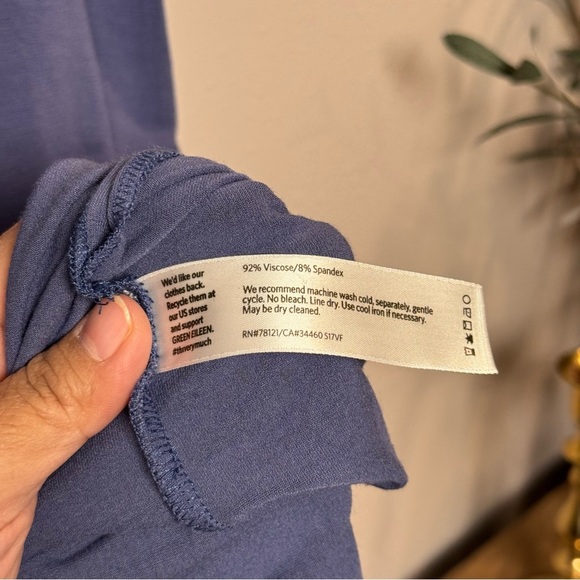 We'd like our
clothes back.
Recycle them at
our US stores
and support
GREEN EILEEN.
#theverymuch
92% Viscose/8% Spandex
We recommend machine wash cold, separately, gentle
cycle. No bleach. Line dry. Use cool iron if necessary.
May be dry cleaned.
RN#78121/CA#34460 S17VF